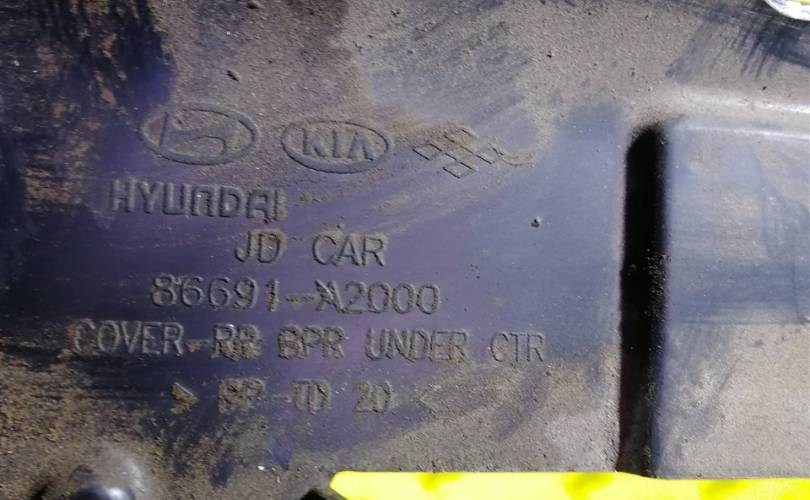 KIA
HYUNDAI
JD CAR
86691-A2000
COVER-RR BPR UNDER CTR
>PP-TD 20<